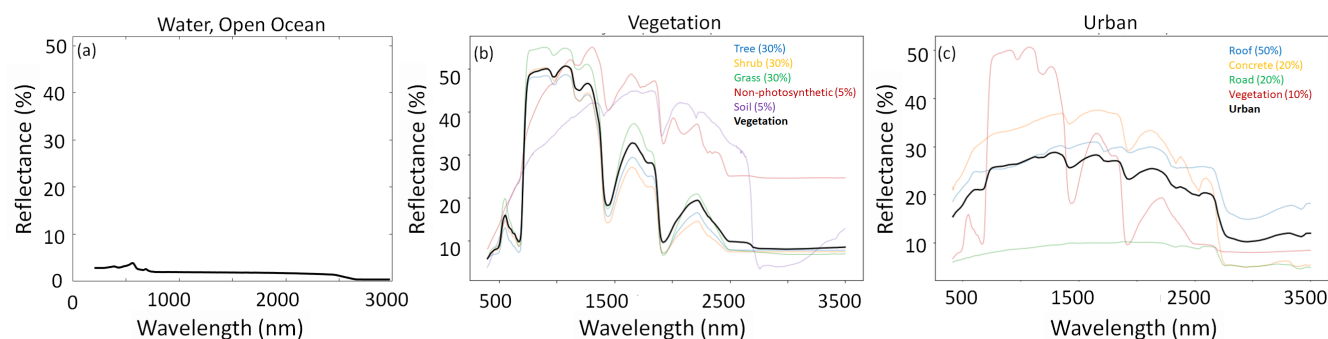 Water, Open Ocean
(a)
50
40
30
20
10
0
Reflectance (%)
0
1000
2000
3000
Wavelength (nm)
Vegetation
(b)
Tree (30%)
Shrub (30%)
Grass (30%)
Non-photosynthetic (5%)
Soil (5%)
Vegetation
50
40
30
20
10
Reflectance (%)
500
1500
2500
3500
Wavelength (nm)
Urban
(c)
Roof (50%)
Concrete (20%)
Road (20%)
Vegetation (10%)
Urban
50
40
30
20
10
Reflectance (%)
500
1500
2500
3500
Wavelength (nm)